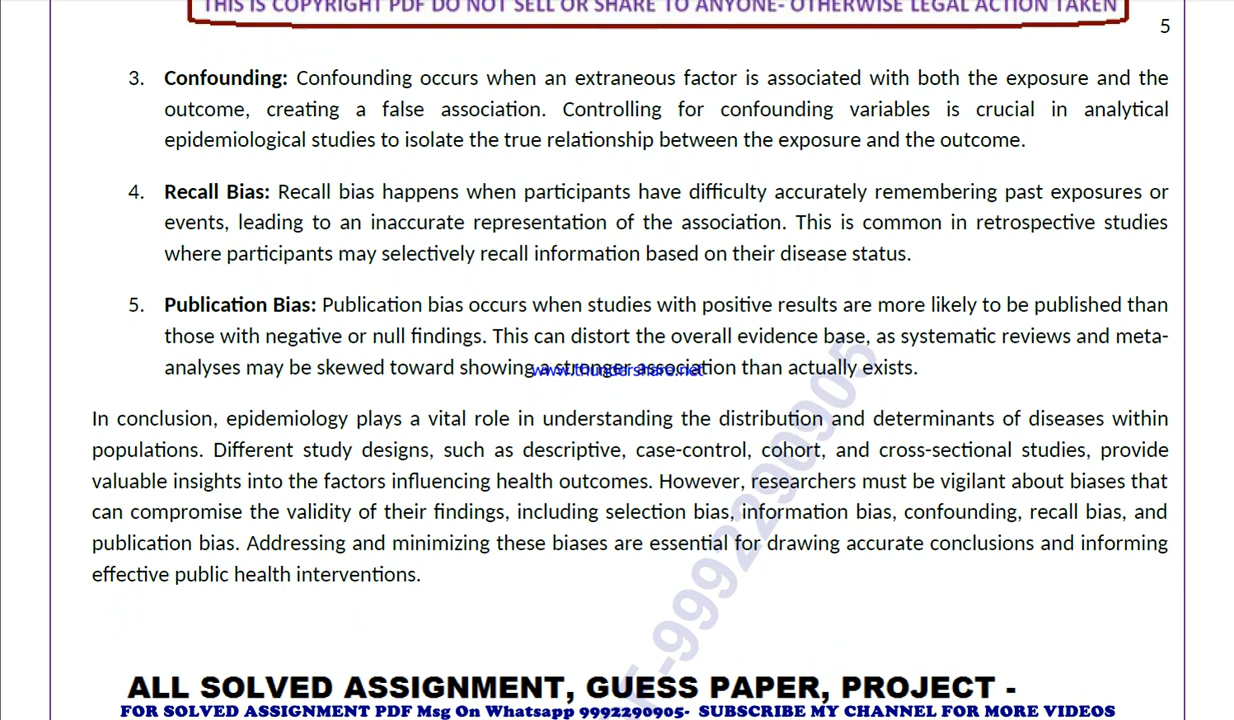 THIS IS COPYRIGHT PDF DO NOT SELL OR SHARE TO ANYONE- OTHERWISE LEGAL ACTION TAKEN
5
3. Confounding: Confounding occurs when an extraneous factor is associated with both the exposure and the
outcome, creating a false association. Controlling for confounding variables is crucial in analytical
epidemiological studies to isolate the true relationship between the exposure and the outcome.
4. Recall Bias: Recall bias happens when participants have difficulty accurately remembering past exposures or
events, leading to an inaccurate representation of the association. This is common in retrospective studies
where participants may selectively recall information based on their disease status.
5. Publication Bias: Publication bias occurs when studies with positive results are more likely to be published than
those with negative or null findings. This can distort the overall evidence base, as systematic reviews and meta-
analyses may be skewed toward showing a stronger association than actually exists.
www.thundershare.net
In conclusion, epidemiology plays a vital role in understanding the distribution and determinants of diseases within
populations. Different study designs, such as descriptive, case-control, cohort, and cross-sectional studies, provide
valuable insights into the factors influencing health outcomes. However, researchers must be vigilant about biases that
can compromise the validity of their findings, including selection bias, information bias, confounding, recall bias, and
publication bias. Addressing and minimizing these biases are essential for drawing accurate conclusions and informing
effective public health interventions.
-9992290905
ALL SOLVED ASSIGNMENT, GUESS PAPER, PROJECT -
FOR SOLVED ASSIGNMENT PDF Msg On Whatsapp 9992290905- SUBSCRIBE MY CHANNEL FOR MORE VIDEOS